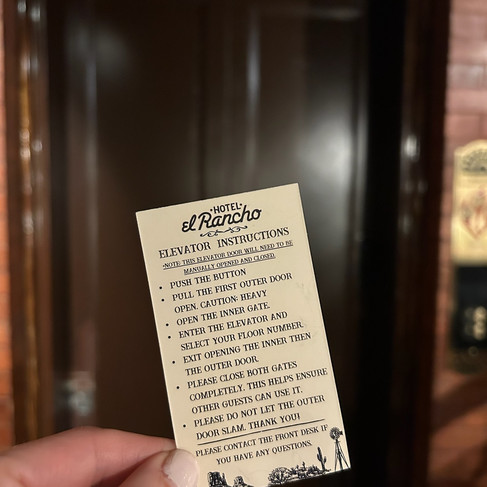 • HOTEL •
el Rancho
ELEVATOR INSTRUCTIONS
*NOTE: THIS ELEVATOR DOOR WILL NEED TO BE
MANUALLY OPENED AND CLOSED.
• PUSH THE BUTTON
• PULL THE FIRST OUTER DOOR
OPEN. CAUTION: HEAVY
• OPEN THE INNER GATE.
• ENTER THE ELEVATOR AND
SELECT YOUR FLOOR NUMBER.
• EXIT OPENING THE INNER THEN
THE OUTER DOOR.
• PLEASE CLOSE BOTH GATES
COMPLETELY. THIS HELPS ENSURE
OTHER GUESTS CAN USE IT.
• PLEASE DO NOT LET THE OUTER
DOOR SLAM. THANK YOU!
PLEASE CONTACT THE FRONT DESK IF
YOU HAVE ANY QUESTIONS.